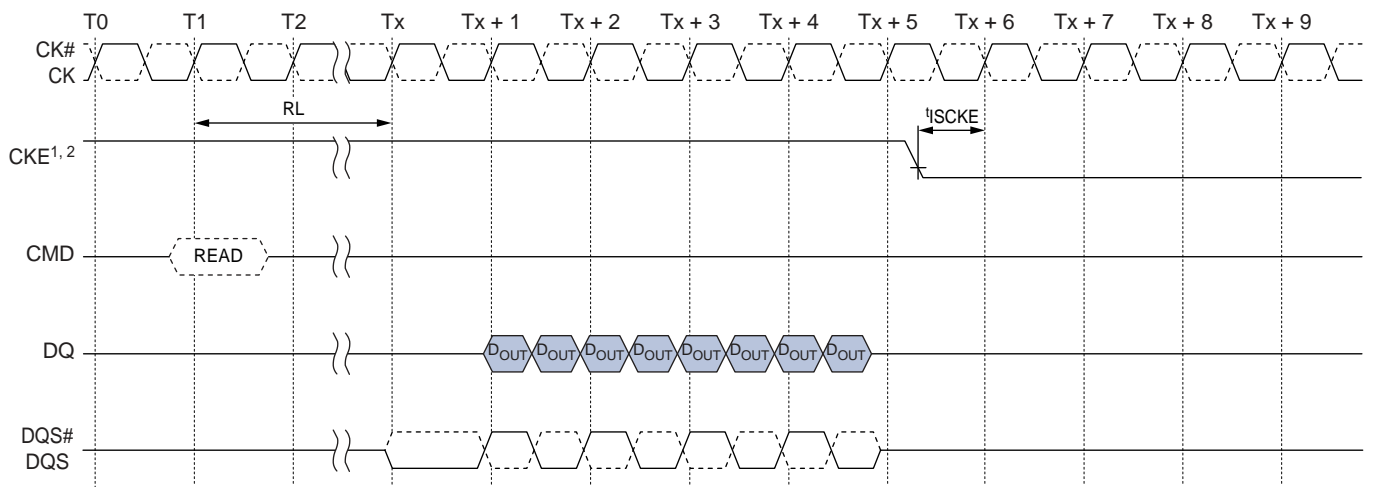 T0 T1 T2 Tx Tx + 1 Tx + 2 Tx + 3 Tx + 4 Tx + 5 Tx + 6 Tx + 7 Tx + 8 Tx + 9
CK#
CK
RL
tISCKE
CKE1, 2
CMD
READ
DQ
DOUT DOUT DOUT DOUT DOUT DOUT DOUT DOUT
DQS#
DQS